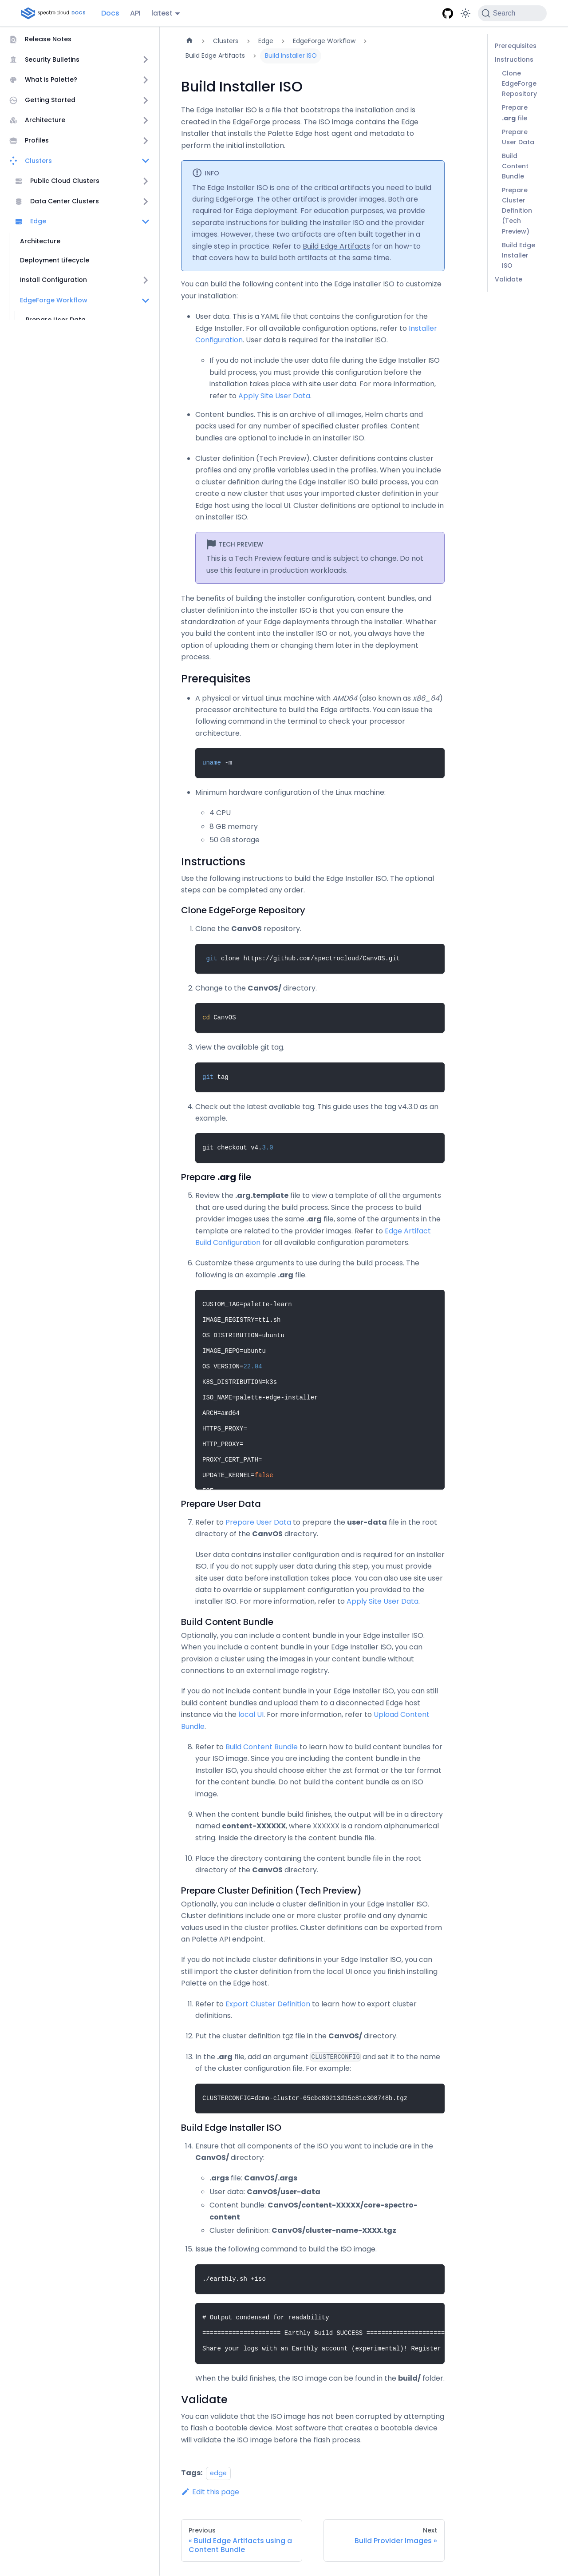 spectro cloud DOCS
Docs
API
latest
Search
Release Notes
Security Bulletins
What is Palette?
Getting Started
Architecture
Profiles
Clusters
Public Cloud Clusters
Data Center Clusters
Edge
Architecture
Deployment Lifecycle
Install Configuration
EdgeForge Workflow
Prepare User Data
Clusters
Edge
EdgeForge Workflow
Build Edge Artifacts
Build Installer ISO
Build Installer ISO
The Edge Installer ISO is a file that bootstraps the installation and is
created in the EdgeForge process. The ISO image contains the Edge
Installer that installs the Palette Edge host agent and metadata to
perform the initial installation.
INFO
The Edge Installer ISO is one of the critical artifacts you need to build
during EdgeForge. The other artifact is provider images. Both are
required for Edge deployment. For education purposes, we provide
separate instructions for building the installer ISO and the provider
images. However, these two artifacts are often built together in a
single step in practice. Refer to Build Edge Artifacts for an how-to
that covers how to build both artifacts at the same time.
You can build the following content into the Edge installer ISO to customize
your installation:
User data. This is a YAML file that contains the configuration for the
Edge Installer. For all available configuration options, refer to Installer
Configuration. User data is required for the installer ISO.
If you do not include the user data file during the Edge Installer ISO
build process, you must provide this configuration before the
installation takes place with site user data. For more information,
refer to Apply Site User Data.
Content bundles. This is an archive of all images, Helm charts and
packs used for any number of specified cluster profiles. Content
bundles are optional to include in an installer ISO.
Cluster definition (Tech Preview). Cluster definitions contain cluster
profiles and any profile variables used in the profiles. When you include
a cluster definition during the Edge Installer ISO build process, you can
create a new cluster that uses your imported cluster definition in your
Edge host using the local UI. Cluster definitions are optional to include in
an installer ISO.
TECH PREVIEW
This is a Tech Preview feature and is subject to change. Do not
use this feature in production workloads.
The benefits of building the installer configuration, content bundles, and
cluster definition into the installer ISO is that you can ensure the
standardization of your Edge deployments through the installer. Whether
you build the content into the installer ISO or not, you always have the
option of uploading them or changing them later in the deployment
process.
Prerequisites
A physical or virtual Linux machine with AMD64 (also known as x86_64)
processor architecture to build the Edge artifacts. You can issue the
following command in the terminal to check your processor
architecture.
uname -m
Minimum hardware configuration of the Linux machine:
4 CPU
8 GB memory
50 GB storage
Instructions
Use the following instructions to build the Edge Installer ISO. The optional
steps can be completed any order.
Clone EdgeForge Repository
1. Clone the CanvOS repository.
git clone https://github.com/spectrocloud/CanvOS.git
2. Change to the CanvOS/ directory.
cd CanvOS
3. View the available git tag.
git tag
4. Check out the latest available tag. This guide uses the tag v4.3.0 as an
example.
git checkout v4.3.0
Prepare .arg file
5. Review the .arg.template file to view a template of all the arguments
that are used during the build process. Since the process to build
provider images uses the same .arg file, some of the arguments in the
template are related to the provider images. Refer to Edge Artifact
Build Configuration for all available configuration parameters.
6. Customize these arguments to use during the build process. The
following is an example .arg file.
CUSTOM_TAG=palette-learn
IMAGE_REGISTRY=ttl.sh
OS_DISTRIBUTION=ubuntu
IMAGE_REPO=ubuntu
OS_VERSION=22.04
K8S_DISTRIBUTION=k3s
ISO_NAME=palette-edge-installer
ARCH=amd64
HTTPS_PROXY=
HTTP_PROXY=
PROXY_CERT_PATH=
UPDATE_KERNEL=false
Prepare User Data
7. Refer to Prepare User Data to prepare the user-data file in the root
directory of the CanvOS directory.
User data contains installer configuration and is required for an installer
ISO. If you do not supply user data during this step, you must provide
site user data before installation takes place. You can also use site user
data to override or supplement configuration you provided to the
installer ISO. For more information, refer to Apply Site User Data.
Build Content Bundle
Optionally, you can include a content bundle in your Edge installer ISO.
When you include a content bundle in your Edge Installer ISO, you can
provision a cluster using the images in your content bundle without
connections to an external image registry.
If you do not include content bundle in your Edge Installer ISO, you can still
build content bundles and upload them to a disconnected Edge host
instance via the local UI. For more information, refer to Upload Content
Bundle.
8. Refer to Build Content Bundle to learn how to build content bundles for
your ISO image. Since you are including the content bundle in the
Installer ISO, you should choose either the zst format or the tar format
for the content bundle. Do not build the content bundle as an ISO
image.
9. When the content bundle build finishes, the output will be in a directory
named content-XXXXXX, where XXXXXX is a random alphanumerical
string. Inside the directory is the content bundle file.
10. Place the directory containing the content bundle file in the root
directory of the CanvOS directory.
Prepare Cluster Definition (Tech Preview)
Optionally, you can include a cluster definition in your Edge Installer ISO.
Cluster definitions include one or more cluster profile and any dynamic
values used in the cluster profiles. Cluster definitions can be exported from
an Palette API endpoint.
If you do not include cluster definitions in your Edge Installer ISO, you can
still import the cluster definition from the local UI once you finish installing
Palette on the Edge host.
11. Refer to Export Cluster Definition to learn how to export cluster
definitions.
12. Put the cluster definition tgz file in the CanvOS/ directory.
13. In the .arg file, add an argument CLUSTERCONFIG and set it to the name
of the cluster configuration file. For example:
CLUSTERCONFIG=demo-cluster-65cbe80213d15e81c308748b.tgz
Build Edge Installer ISO
14. Ensure that all components of the ISO you want to include are in the
CanvOS/ directory:
.args file: CanvOS/.args
User data: CanvOS/user-data
Content bundle: CanvOS/content-XXXXX/core-spectro-
content
Cluster definition: CanvOS/cluster-name-XXXX.tgz
15. Issue the following command to build the ISO image.
./earthly.sh +iso
# Output condensed for readability
===================== Earthly Build SUCCESS =====================
Share your logs with an Earthly account (experimental)! Register
When the build finishes, the ISO image can be found in the build/ folder.
Validate
You can validate that the ISO image has not been corrupted by attempting
to flash a bootable device. Most software that creates a bootable device
will validate the ISO image before the flash process.
Tags: edge
Edit this page
Previous
« Build Edge Artifacts using a
Content Bundle
Next
Build Provider Images »
Prerequisites
Instructions
Clone
EdgeForge
Repository
Prepare
.arg file
Prepare
User Data
Build
Content
Bundle
Prepare
Cluster
Definition
(Tech
Preview)
Build Edge
Installer
ISO
Validate